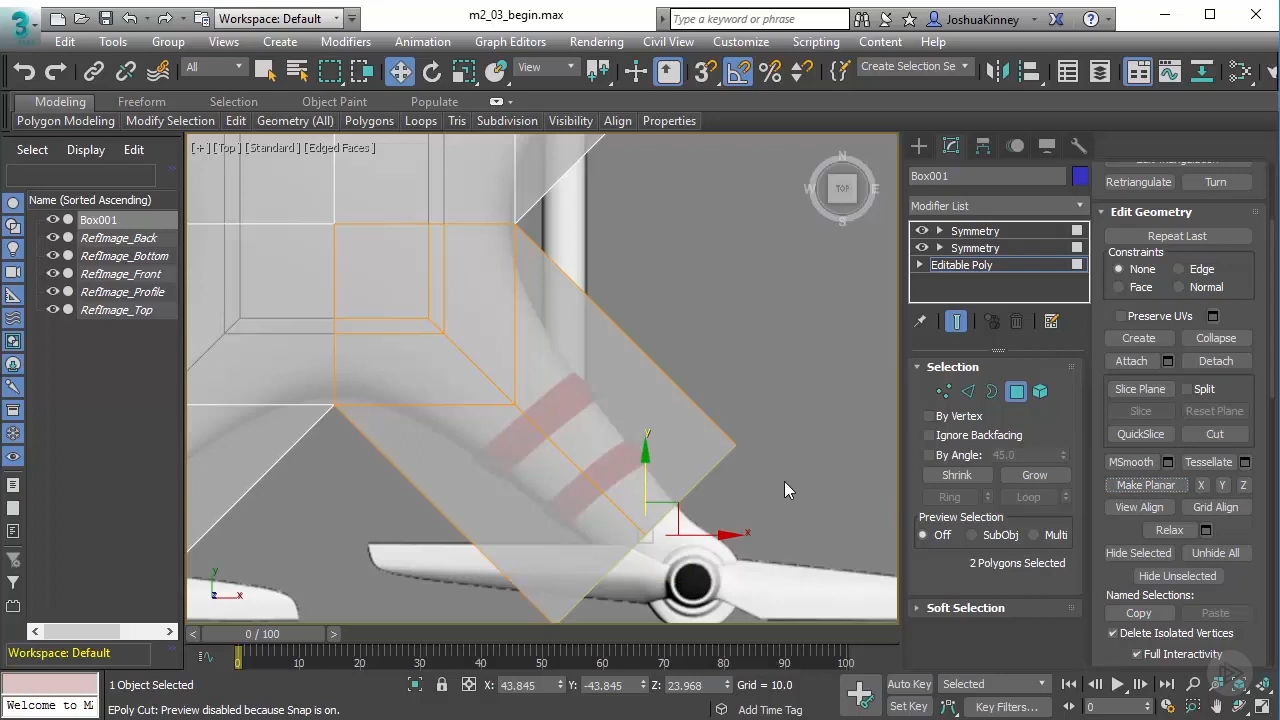 3
Workspace: Default
m2_03_begin.max
Type a keyword or phrase
JoshuaKinney
Edit Tools Group Views Create Modifiers Animation Graph Editors Rendering Civil View Customize Scripting Content Help
All
View
3
Create Selection Se
Modeling Freeform Selection Object Paint Populate
Polygon Modeling Modify Selection Edit Geometry (All) Polygons Loops Tris Subdivision Visibility Align Properties
Select Display Edit
Name (Sorted Ascending)
Box001
RefImage_Back
RefImage_Bottom
RefImage_Front
RefImage_Profile
RefImage_Top
[+] [Top] [Standard] [Edged Faces]
N
W TOP E
S
y
x
y
z x
Box001
Modifier List
Symmetry
Symmetry
Editable Poly
Selection
By Vertex
Ignore Backfacing
By Angle: 45.0
Shrink Grow
Ring Loop
Preview Selection
Off SubObj Multi
2 Polygons Selected
Soft Selection
Edit Triangulation
Retriangulate Turn
Edit Geometry
Repeat Last
Constraints
None Edge
Face Normal
Preserve UVs
Create Collapse
Attach Detach
Slice Plane Split
Slice Reset Plane
QuickSlice Cut
MSmooth Tessellate
Make Planar X Y Z
View Align Grid Align
Relax
Hide Selected Unhide All
Hide Unselected
Named Selections:
Copy Paste
Delete Isolated Vertices
Full Interactivity
< 0 / 100 >
0 10 20 30 40 50 60 70 80 90 100
Workspace: Default
Welcome to MA
1 Object Selected
EPoly Cut: Preview disabled because Snap is on.
X: 43.845 Y: -43.845 Z: 23.968 Grid = 10.0
Add Time Tag
Auto Key Selected
Set Key Key Filters...
0